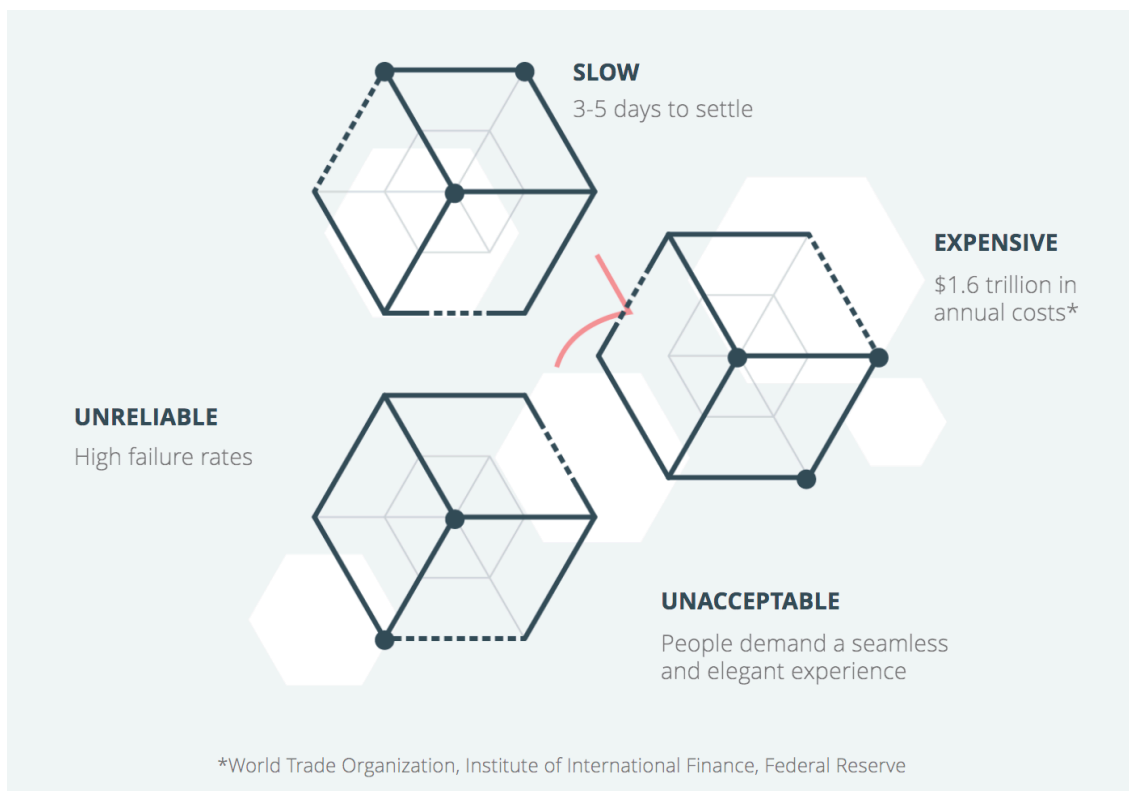 SLOW
3-5 days to settle
EXPENSIVE
$1.6 trillion in
annual costs*
UNRELIABLE
High failure rates
UNACCEPTABLE
People demand a seamless
and elegant experience
*World Trade Organization, Institute of International Finance, Federal Reserve